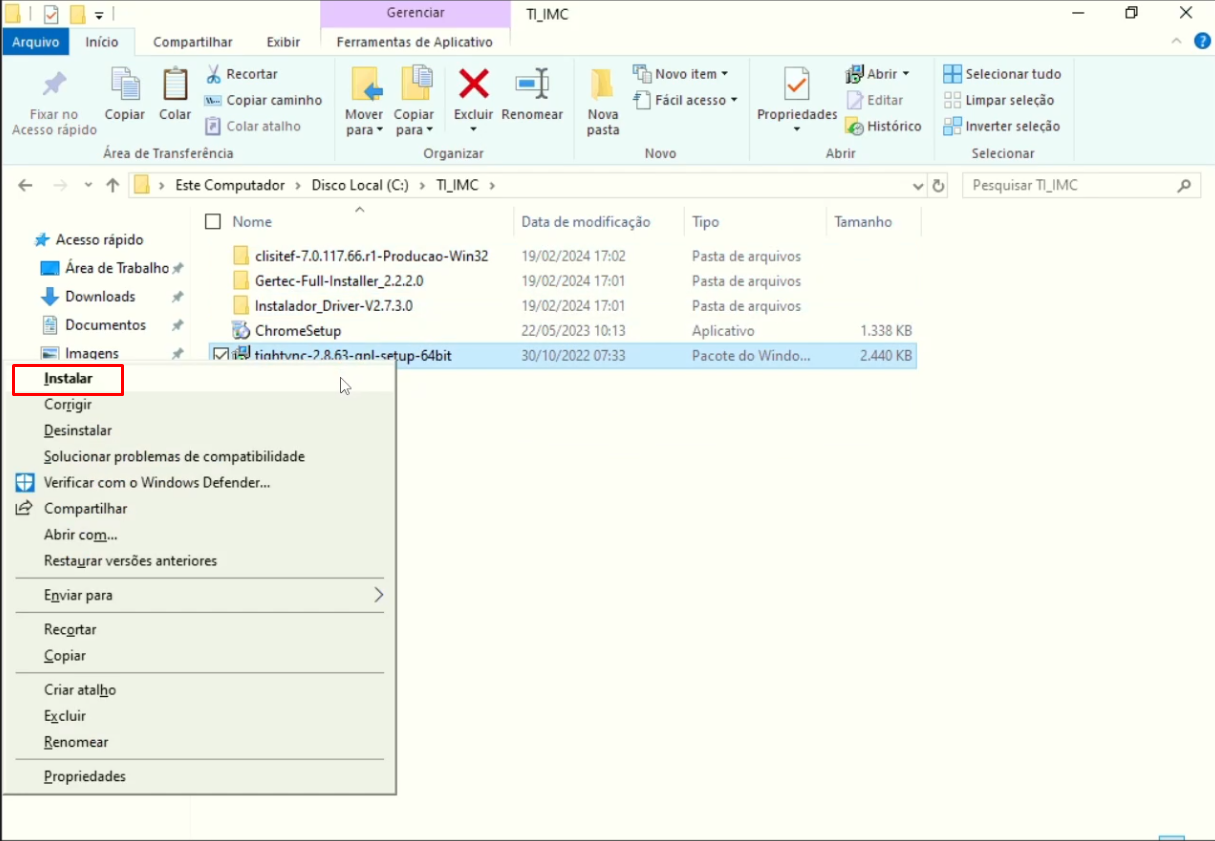 Gerenciar
TI_IMC
Arquivo
Início
Compartilhar
Exibir
Ferramentas de Aplicativo
Fixar no
Acesso rápido
Copiar
Colar
Recortar
Copiar caminho
Colar atalho
Área de Transferência
Mover
para
Copiar
para
Excluir
Renomear
Organizar
Nova
pasta
Novo item
Fácil acesso
Novo
Propriedades
Abrir
Editar
Histórico
Abrir
Selecionar tudo
Limpar seleção
Inverter seleção
Selecionar
Este Computador > Disco Local (C:) > TI_IMC >
Pesquisar TI_IMC
Nome Data de modificação Tipo Tamanho
Acesso rápido
Área de Trabalho
Downloads
Documentos
Imagens
clisitef-7.0.117.66.r1-Producao-Win32 19/02/2024 17:02 Pasta de arquivos
Gertec-Full-Installer_2.2.2.0 19/02/2024 17:01 Pasta de arquivos
Instalador_Driver-V2.7.3.0 19/02/2024 17:01 Pasta de arquivos
ChromeSetup 22/05/2023 10:13 Aplicativo 1.338 KB
tightvnc-2.8.63-gpl-setup-64bit 30/10/2022 07:33 Pacote do Windo... 2.440 KB
Instalar
Corrigir
Desinstalar
Solucionar problemas de compatibilidade
Verificar com o Windows Defender...
Compartilhar
Abrir com...
Restaurar versões anteriores
Enviar para
Recortar
Copiar
Criar atalho
Excluir
Renomear
Propriedades